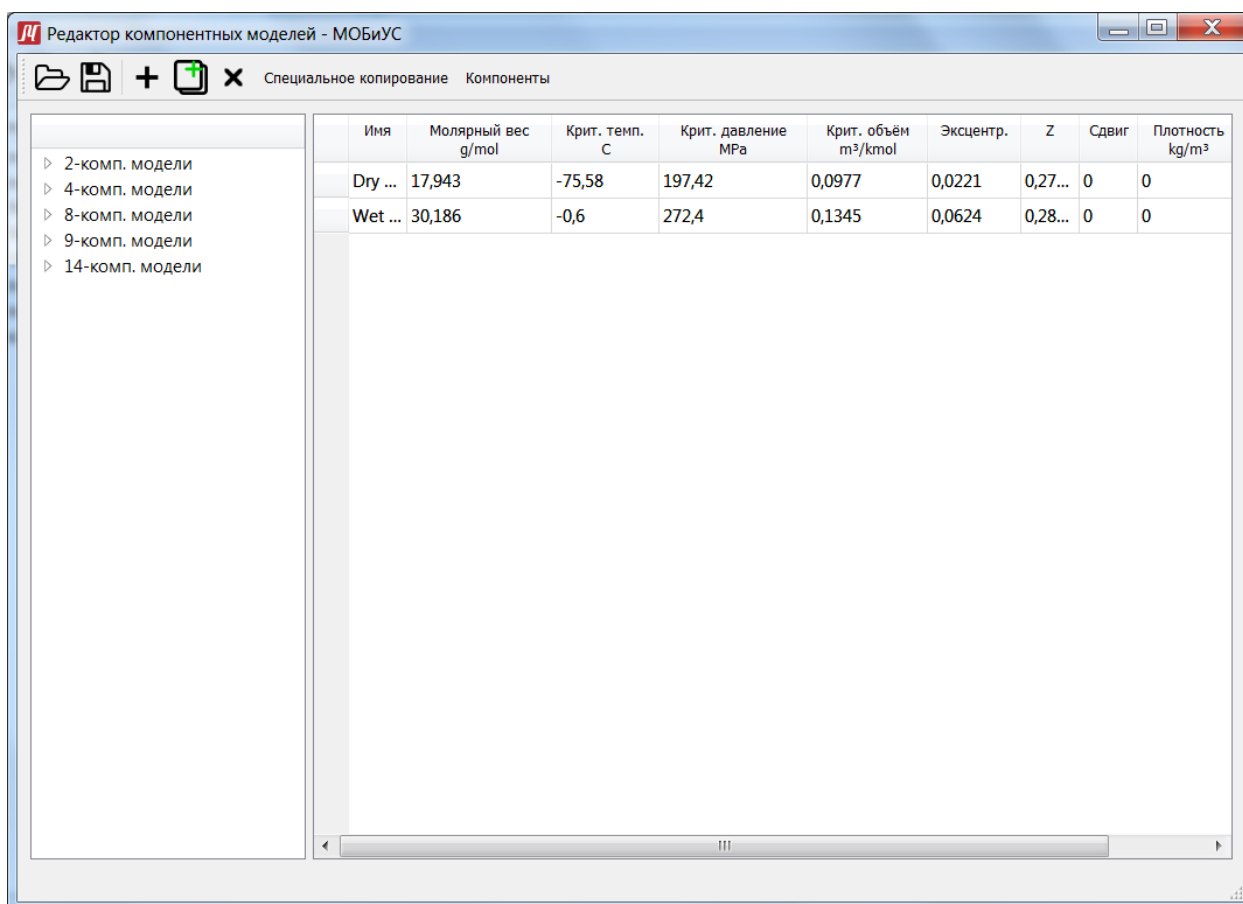 Редактор компонентных моделей - МОБиУС
Специальное копирование Компоненты
2-комп. модели
4-комп. модели
8-комп. модели
9-комп. модели
14-комп. модели
Имя Молярный вес Крит. темп. Крит. давление Крит. объём Эксцентр. Z Сдвиг Плотность
g/mol C MPa m³/kmol kg/m³
Dry ... 17,943 -75,58 197,42 0,0977 0,0221 0,27... 0 0
Wet ... 30,186 -0,6 272,4 0,1345 0,0624 0,28... 0 0